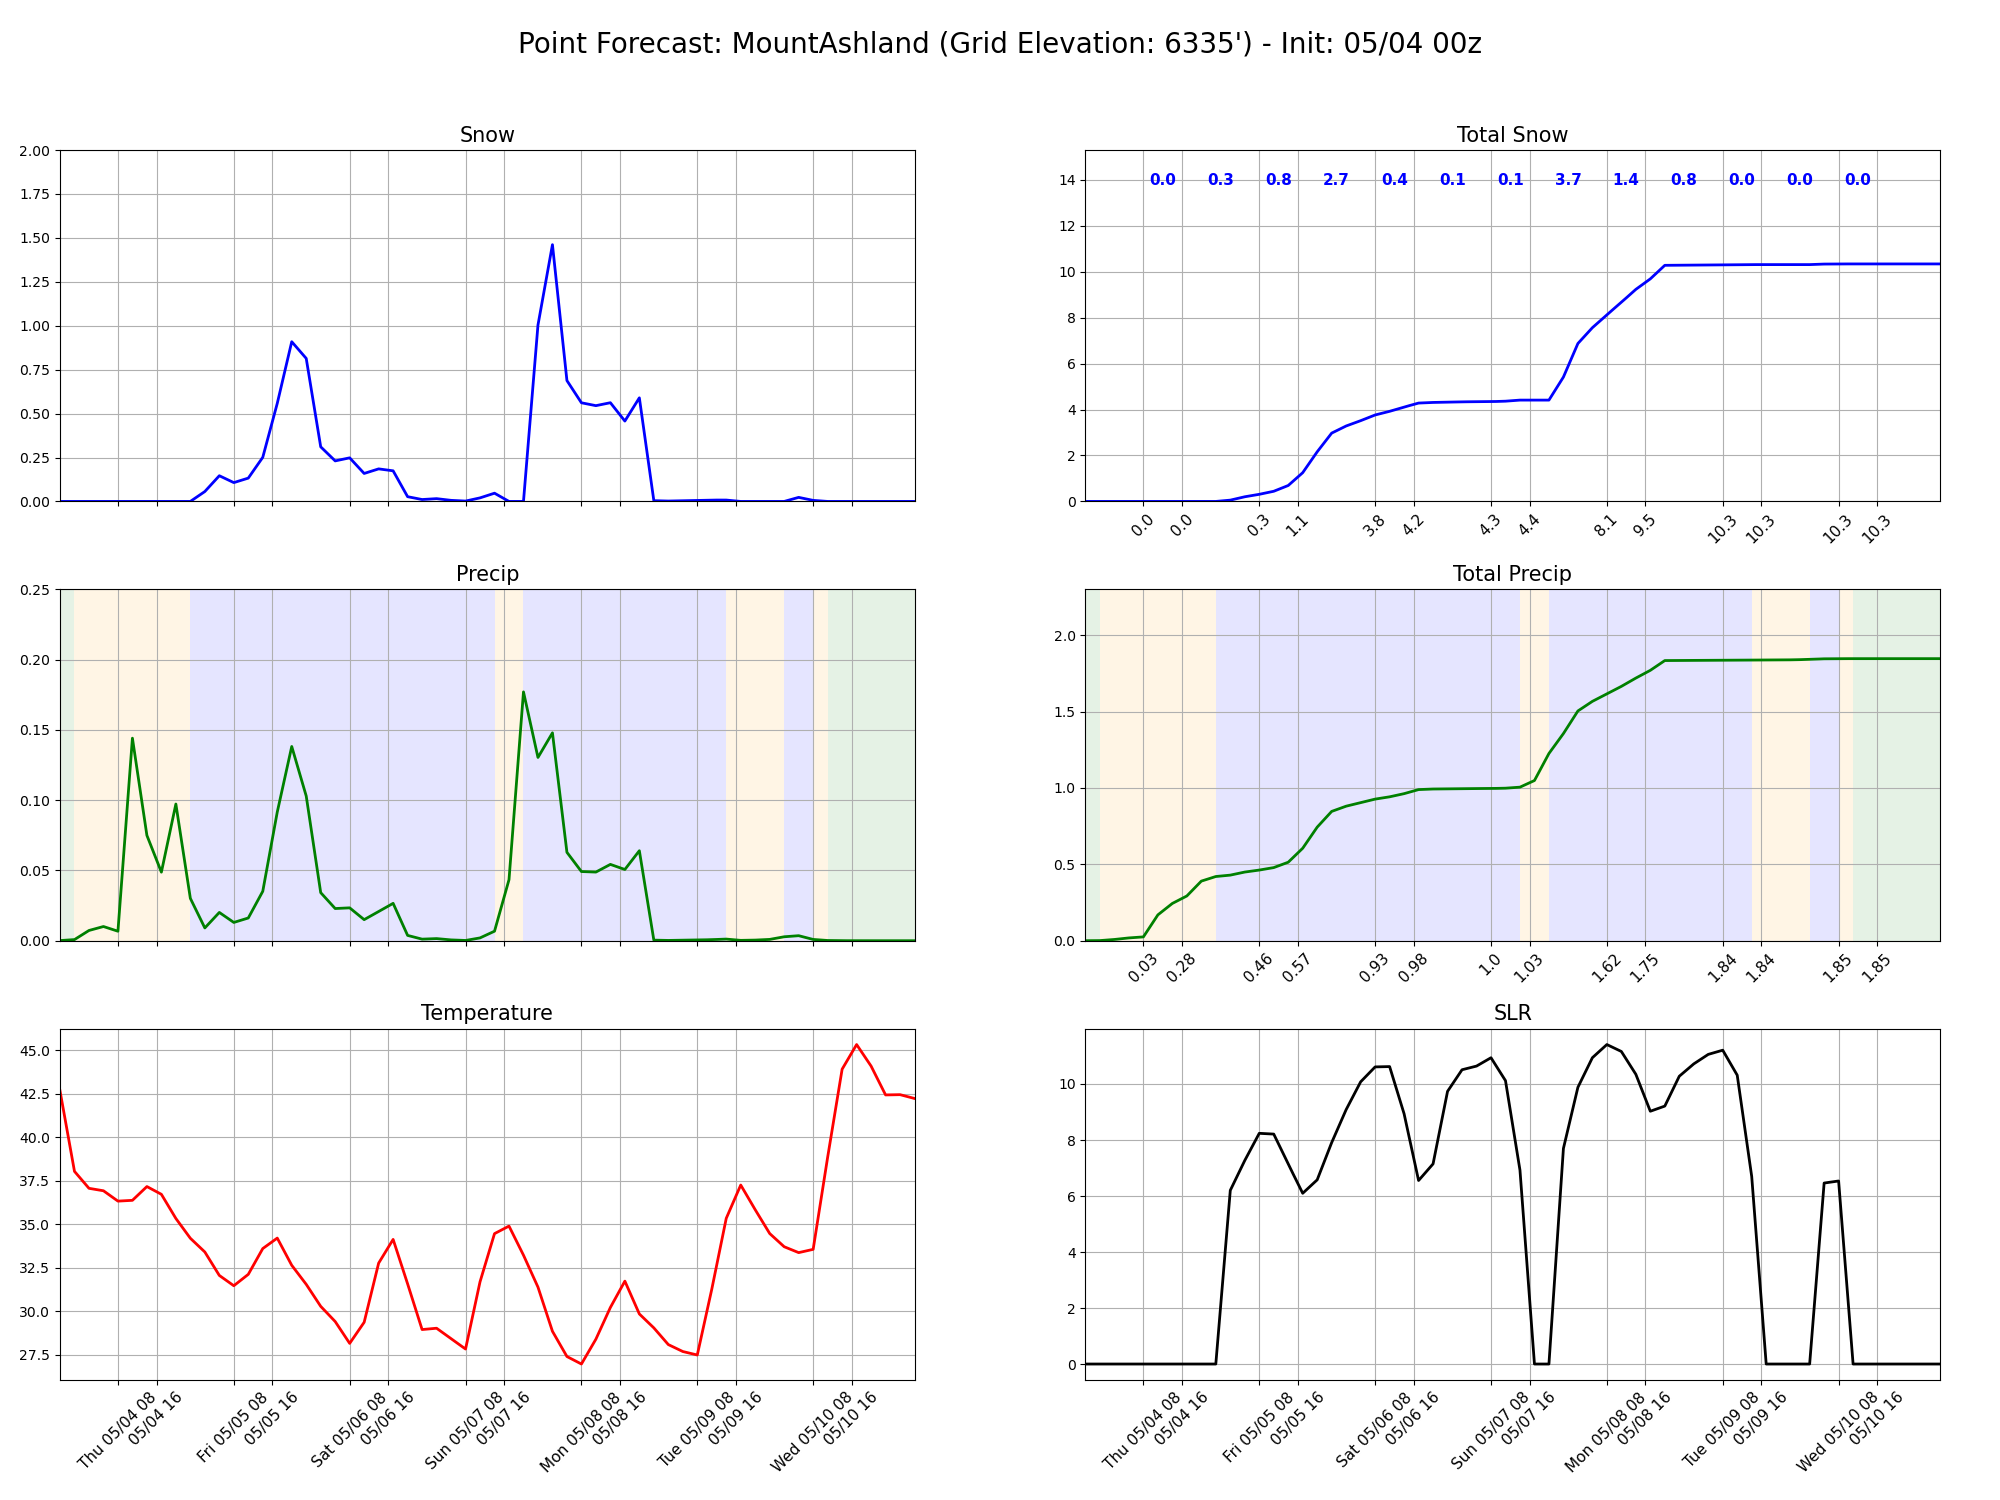 Point Forecast: MountAshland (Grid Elevation: 6335') - Init: 05/04 00z
Snow
2.00
1.75
1.50
1.25
1.00
0.75
0.50
0.25
0.00
Total Snow
14
12
10
8
6
4
2
0
0.0 0.3 0.8 2.7 0.4 0.1 0.1 3.7 1.4 0.8 0.0 0.0 0.0
0.0 0.0 0.3 1.1 3.8 4.2 4.3 4.4 8.1 9.5 10.3 10.3 10.3 10.3
Precip
0.25
0.20
0.15
0.10
0.05
0.00
Total Precip
2.0
1.5
1.0
0.5
0.0
0.03 0.28 0.46 0.57 0.93 0.98 1.0 1.03 1.62 1.75 1.84 1.84 1.85 1.85
Temperature
45.0
42.5
40.0
37.5
35.0
32.5
30.0
27.5
Thu 05/04 08
05/04 16
Fri 05/05 08
05/05 16
Sat 05/06 08
05/06 16
Sun 05/07 08
05/07 16
Mon 05/08 08
05/08 16
Tue 05/09 08
05/09 16
Wed 05/10 08
05/10 16
SLR
10
8
6
4
2
0
Thu 05/04 08
05/04 16
Fri 05/05 08
05/05 16
Sat 05/06 08
05/06 16
Sun 05/07 08
05/07 16
Mon 05/08 08
05/08 16
Tue 05/09 08
05/09 16
Wed 05/10 08
05/10 16